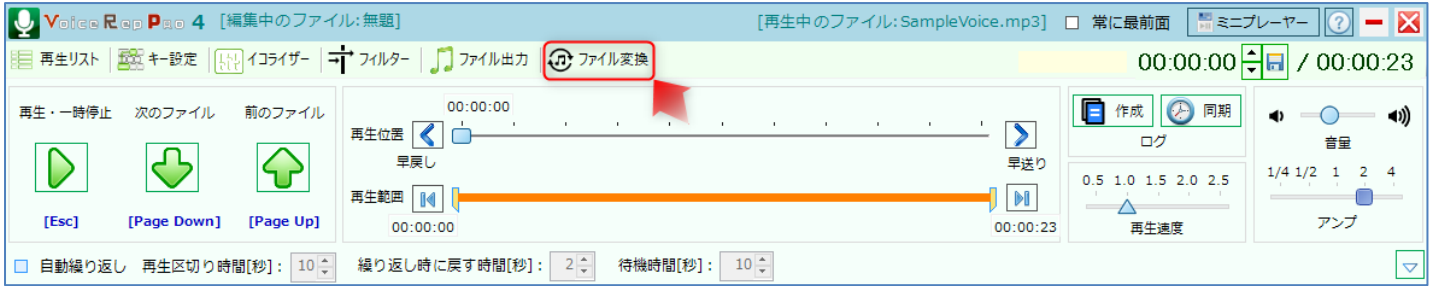 Voice Rep Pro 4 [編集中のファイル:無題] [再生中のファイル:SampleVoice.mp3] 常に最前面 ミニプレーヤー ?
再生リスト キー設定 イコライザー フィルター ファイル出力 ファイル変換 00:00:00 / 00:00:23
再生・一時停止 次のファイル 前のファイル
[Esc] [Page Down] [Page Up]
00:00:00
再生位置
早戻し 早送り
再生範囲
00:00:00 00:00:23
作成 同期
ログ
0.5 1.0 1.5 2.0 2.5
再生速度
音量
1/4 1/2 1 2 4
アンプ
自動繰り返し 再生区切り時間[秒]: 10 繰り返し時に戻す時間[秒]: 2 待機時間[秒]: 10